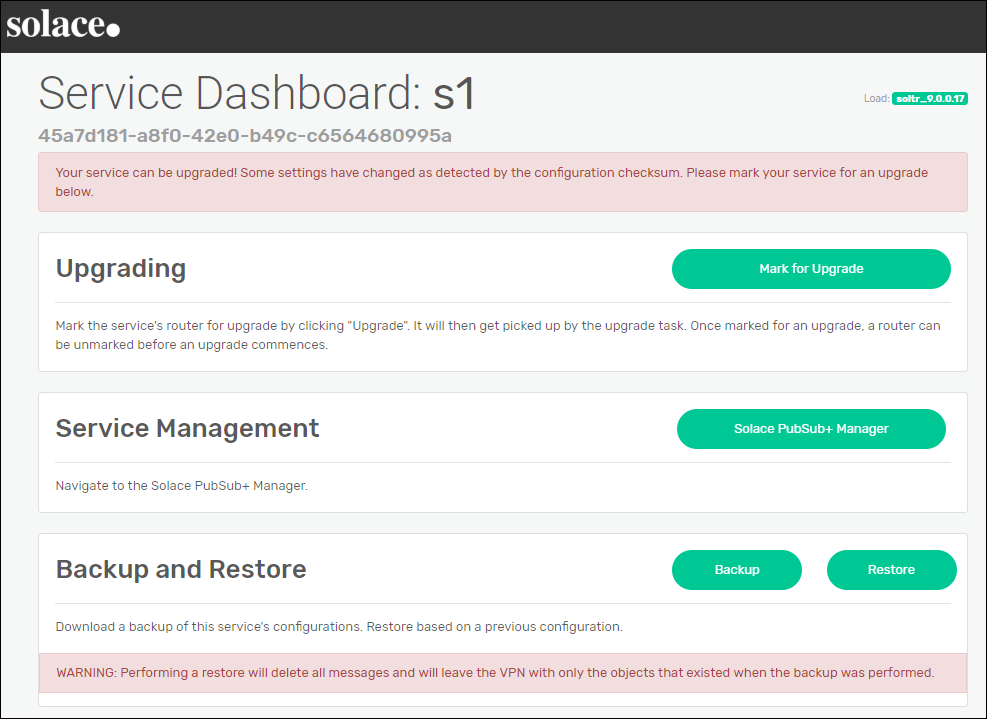 solace.
Service Dashboard: s1
Load: soltr_9.0.0.17
45a7d181-a8f0-42e0-b49c-c6564680995a
Your service can be upgraded! Some settings have changed as detected by the configuration checksum. Please mark your service for an upgrade
below.
Upgrading
Mark for Upgrade
Mark the service's router for upgrade by clicking "Upgrade". It will then get picked up by the upgrade task. Once marked for an upgrade, a router can
be unmarked before an upgrade commences.
Service Management
Solace PubSub+ Manager
Navigate to the Solace PubSub+ Manager.
Backup and Restore
Backup
Restore
Download a backup of this service's configurations. Restore based on a previous configuration.
WARNING: Performing a restore will delete all messages and will leave the VPN with only the objects that existed when the backup was performed.